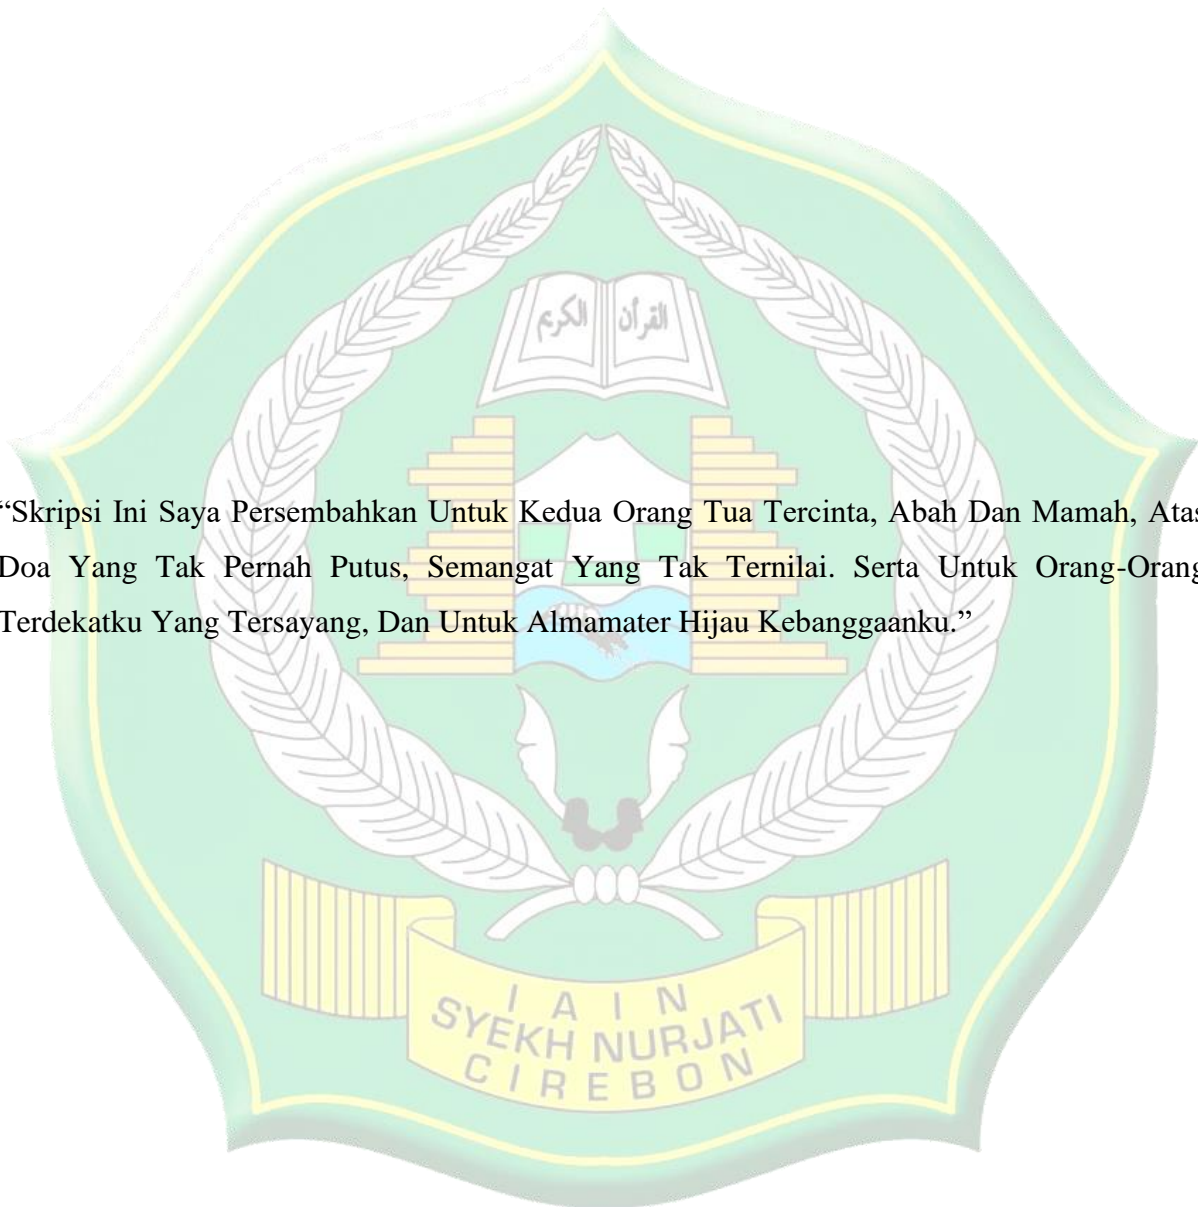 القرأن الكريم
“Skripsi Ini Saya Persembahkan Untuk Kedua Orang Tua Tercinta, Abah Dan Mamah, Atas
Doa Yang Tak Pernah Putus, Semangat Yang Tak Ternilai. Serta Untuk Orang-Orang
Terdekatku Yang Tersayang, Dan Untuk Almamater Hijau Kebanggaanku.”
IAIN
SYEKH NURJATI
CIREBON